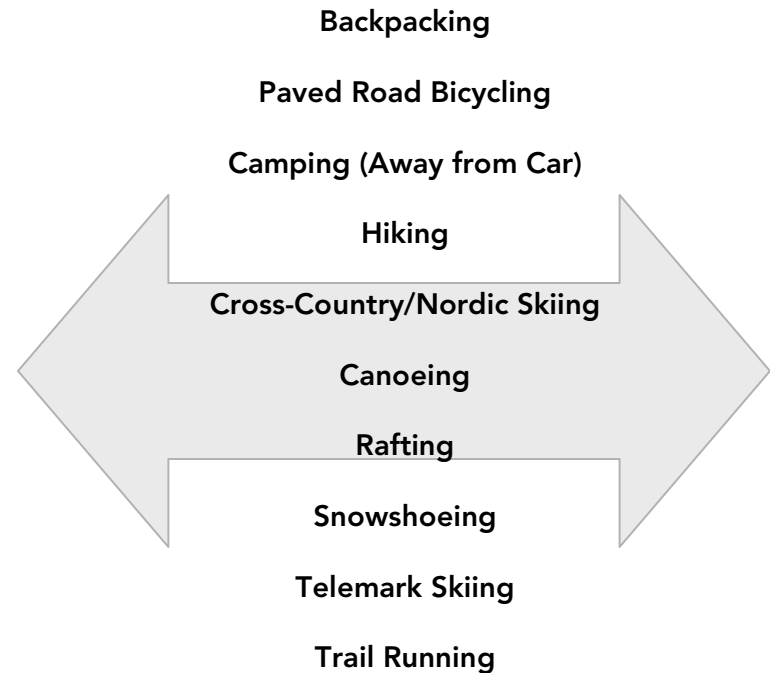 Backpacking
Paved Road Bicycling
Camping (Away from Car)
Hiking
Cross-Country/Nordic Skiing
Canoeing
Rafting
Snowshoeing
Telemark Skiing
Trail Running